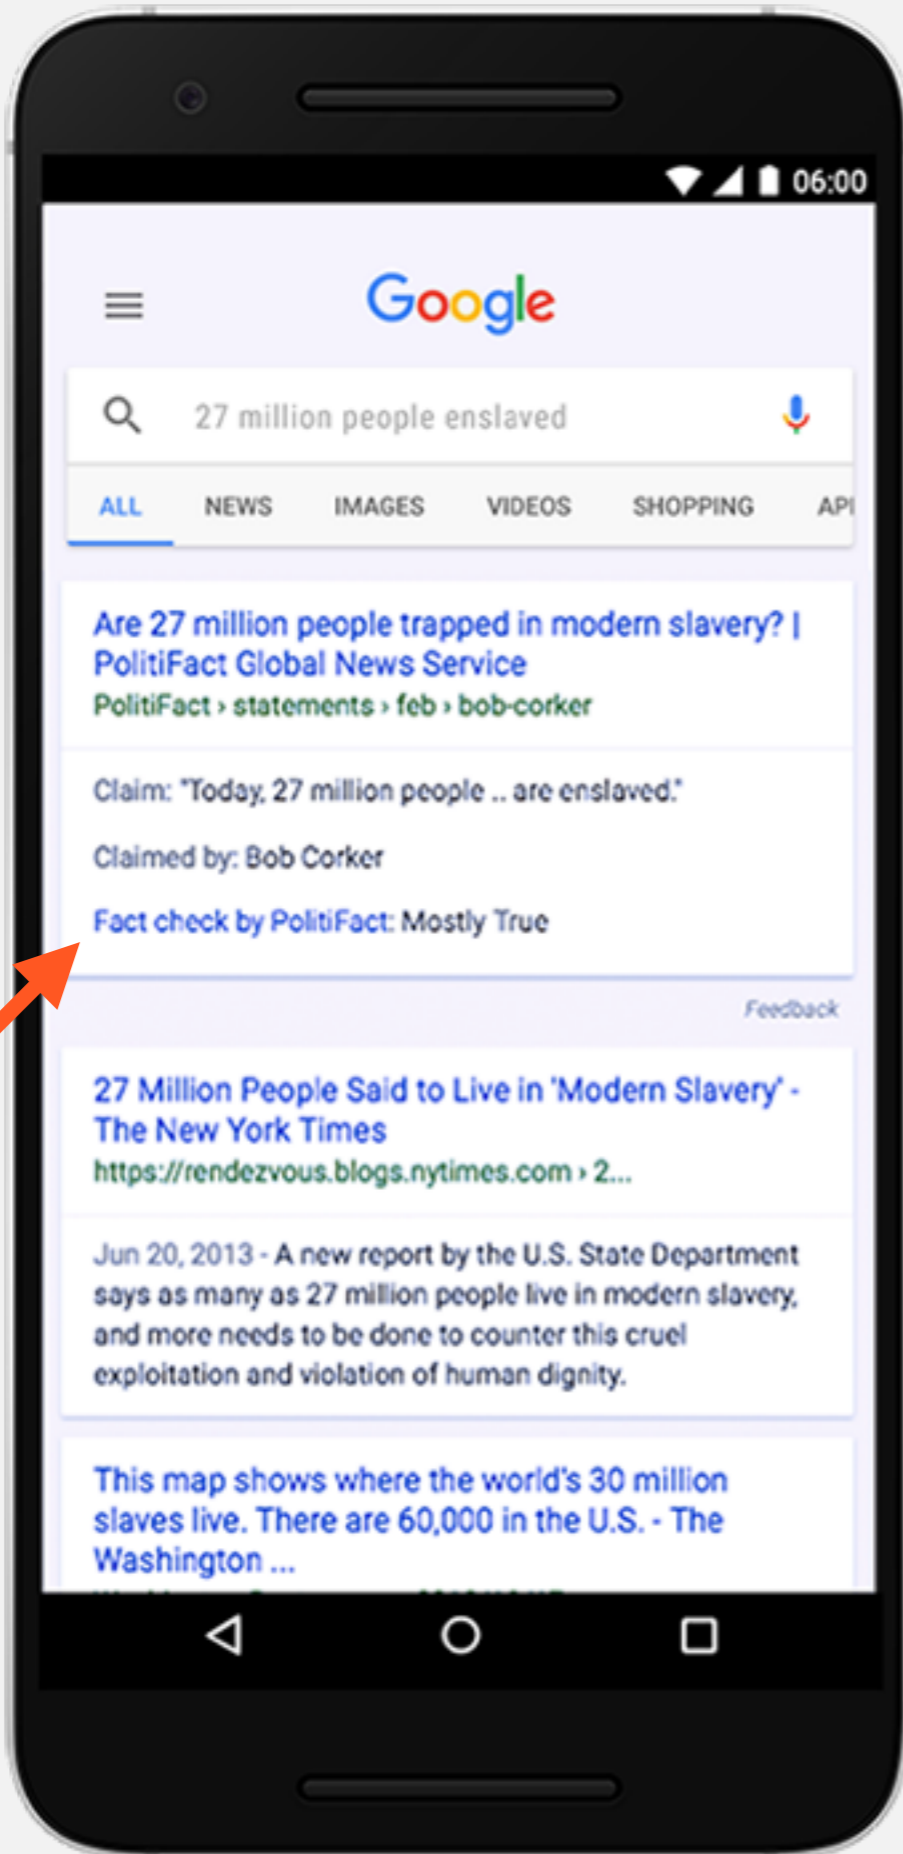 06:00
Google
27 million people enslaved
ALL NEWS IMAGES VIDEOS SHOPPING AP
Are 27 million people trapped in modern slavery? |
PolitiFact Global News Service
PolitiFact › statements › feb › bob-corker
Claim: "Today, 27 million people .. are enslaved."
Claimed by: Bob Corker
Fact check by PolitiFact: Mostly True
Feedback
27 Million People Said to Live in 'Modern Slavery' -
The New York Times
https://rendezvous.blogs.nytimes.com › 2...
Jun 20, 2013 - A new report by the U.S. State Department
says as many as 27 million people live in modern slavery,
and more needs to be done to counter this cruel
exploitation and violation of human dignity.
This map shows where the world's 30 million
slaves live. There are 60,000 in the U.S. - The
Washington ...